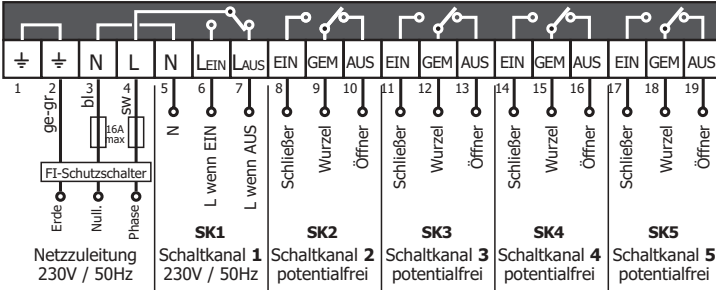 N L N LEIN LAUS EIN GEM AUS EIN GEM AUS EIN GEM AUS EIN GEM AUS
1 2 3 4 5 6 7 8 9 10 11 12 13 14 15 16 17 18 19
ge-gr
bl
sw
16A
max
FI-Schutzschalter
Erde
Null.
Phase
N
L wenn EIN
L wenn AUS
Schließer
Wurzel
Öffner
Schließer
Wurzel
Öffner
Schließer
Wurzel
Öffner
Schließer
Wurzel
Öffner
Netzzuleitung
230V / 50Hz
SK1
Schaltkanal 1
230V / 50Hz
SK2
Schaltkanal 2
potentialfrei
SK3
Schaltkanal 3
potentialfrei
SK4
Schaltkanal 4
potentialfrei
SK5
Schaltkanal 5
potentialfrei